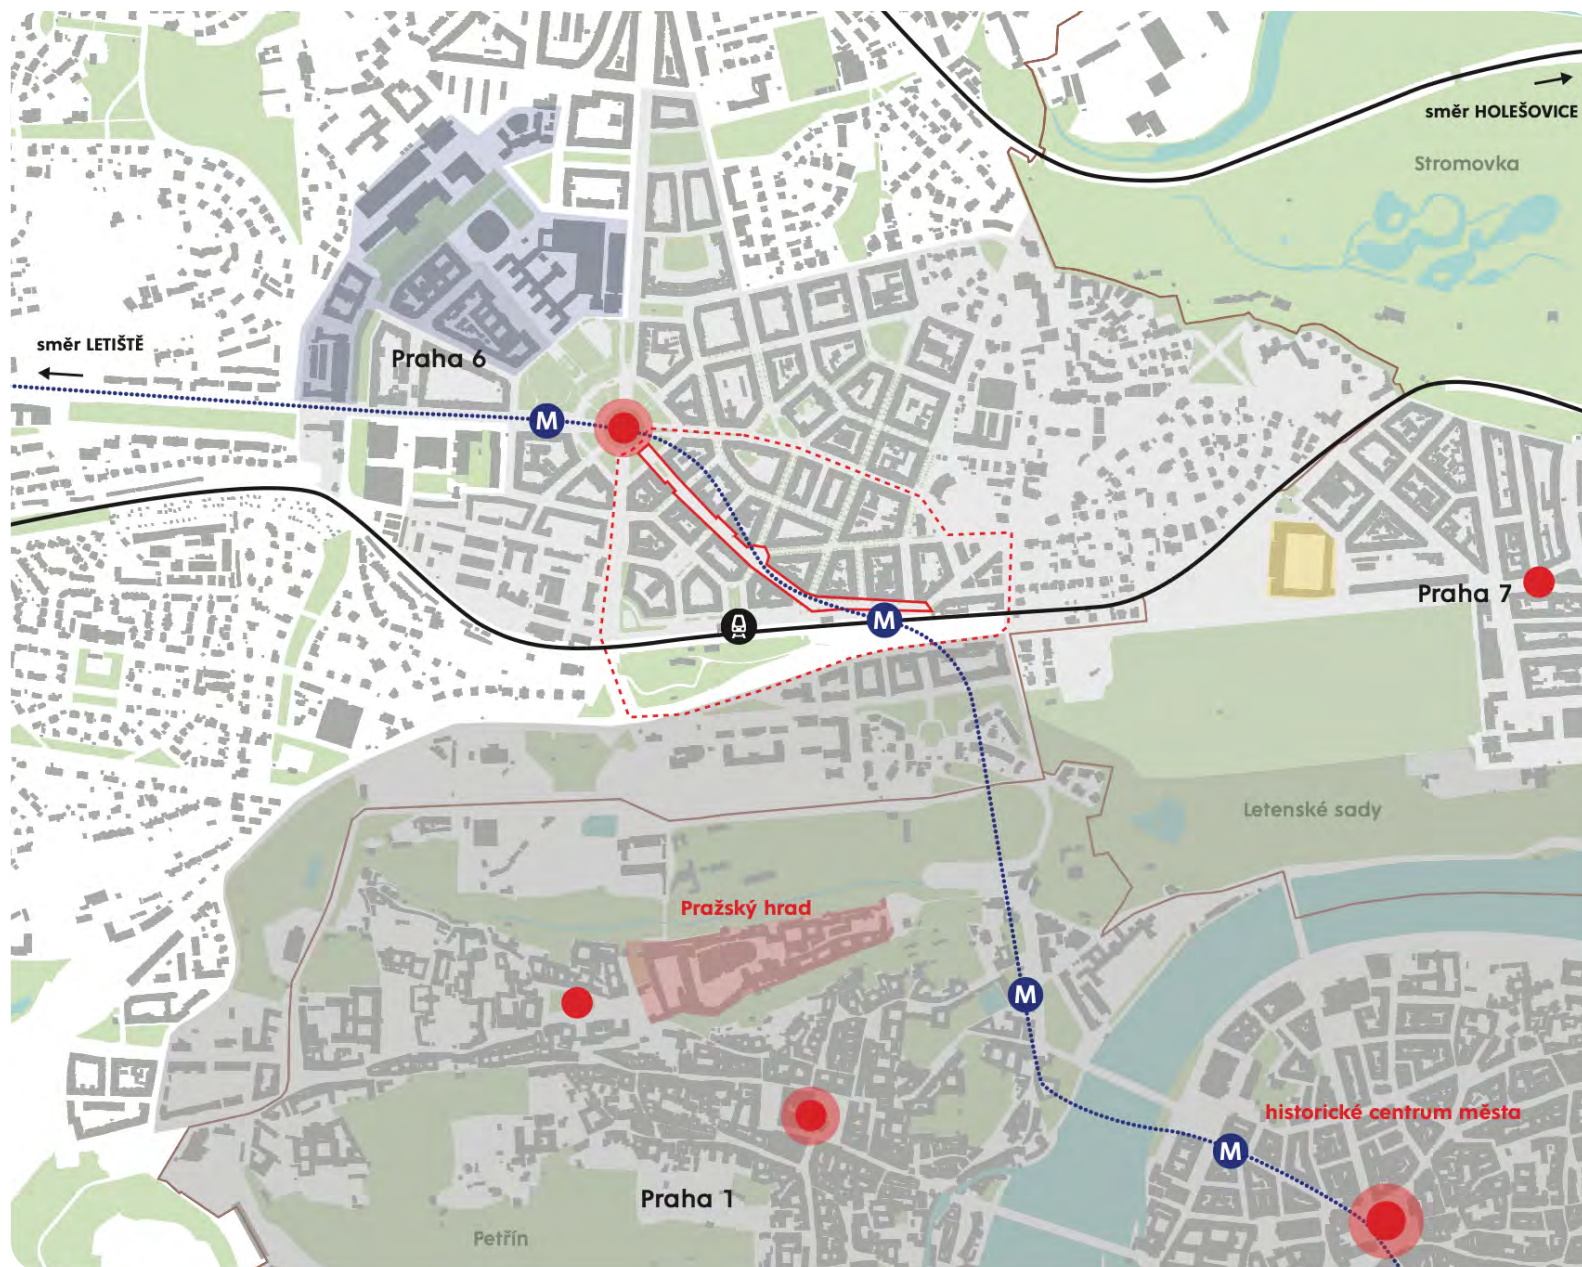 směr HOLEŠOVICE
Stromovka
směr LETIŠTĚ
Praha 6
M
Praha 7
M
Letenské sady
Pražský hrad
M
historické centrum města
M
Praha 1
Petřín